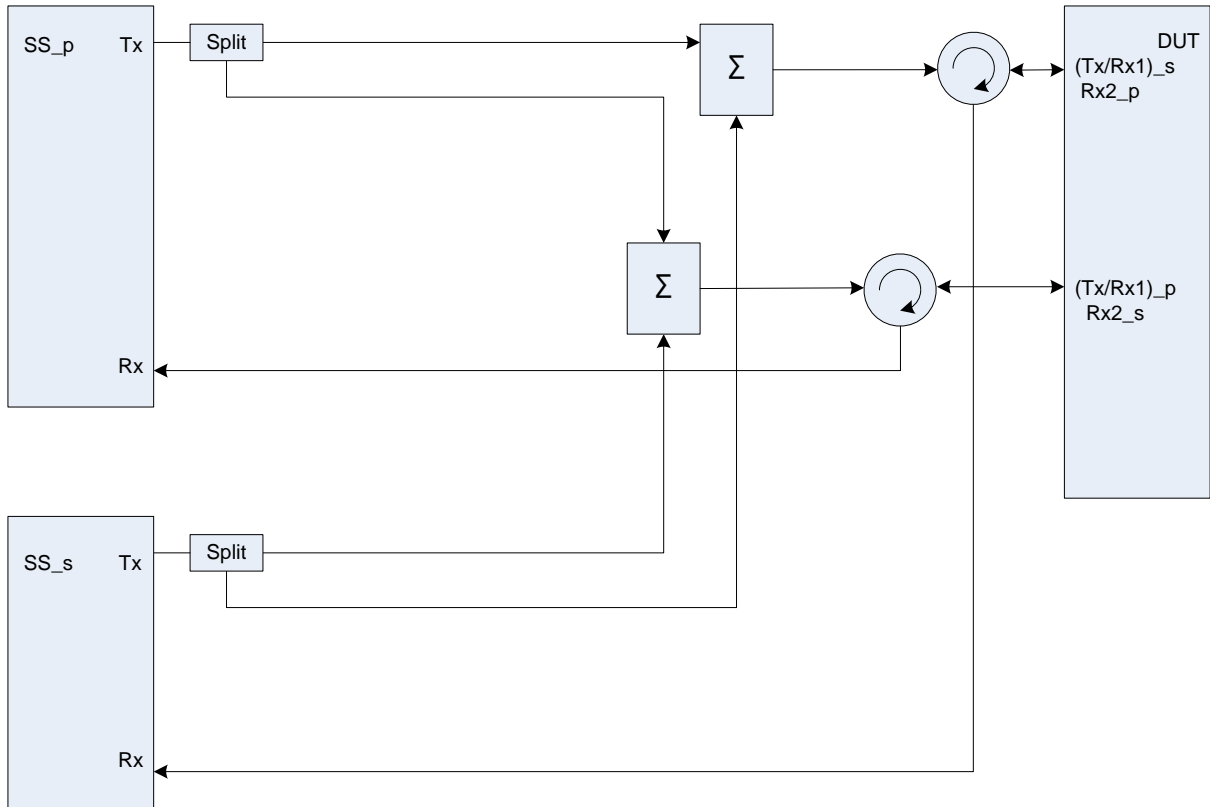 SS_p
Tx
Split
Σ
DUT
(Tx/Rx1)_s
Rx2_p
Σ
(Tx/Rx1)_p
Rx2_s
Rx
SS_s
Tx
Split
Rx